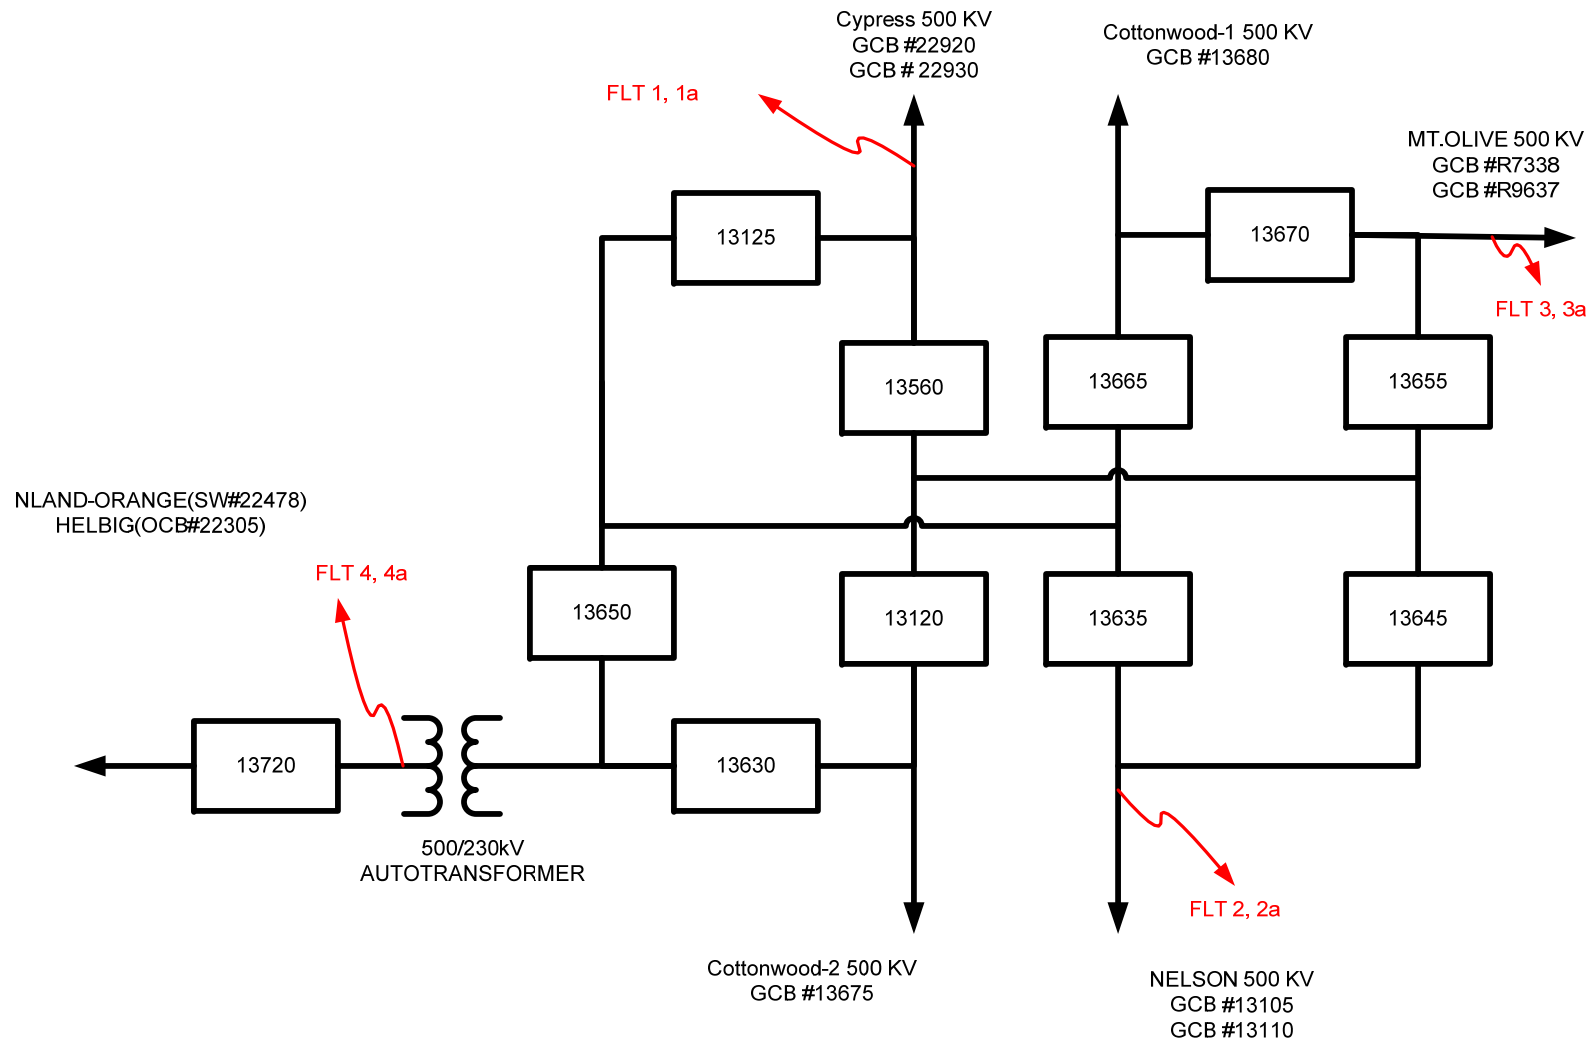 Cypress 500 KV
GCB #22920
GCB # 22930
Cottonwood-1 500 KV
GCB #13680
FLT 1, 1a
MT.OLIVE 500 KV
GCB #R7338
GCB #R9637
13125
13670
FLT 3, 3a
13560
13665
13655
NLAND-ORANGE(SW#22478)
HELBIG(OCB#22305)
FLT 4, 4a
13650
13120
13635
13645
13720
13630
500/230kV
AUTOTRANSFORMER
FLT 2, 2a
Cottonwood-2 500 KV
GCB #13675
NELSON 500 KV
GCB #13105
GCB #13110